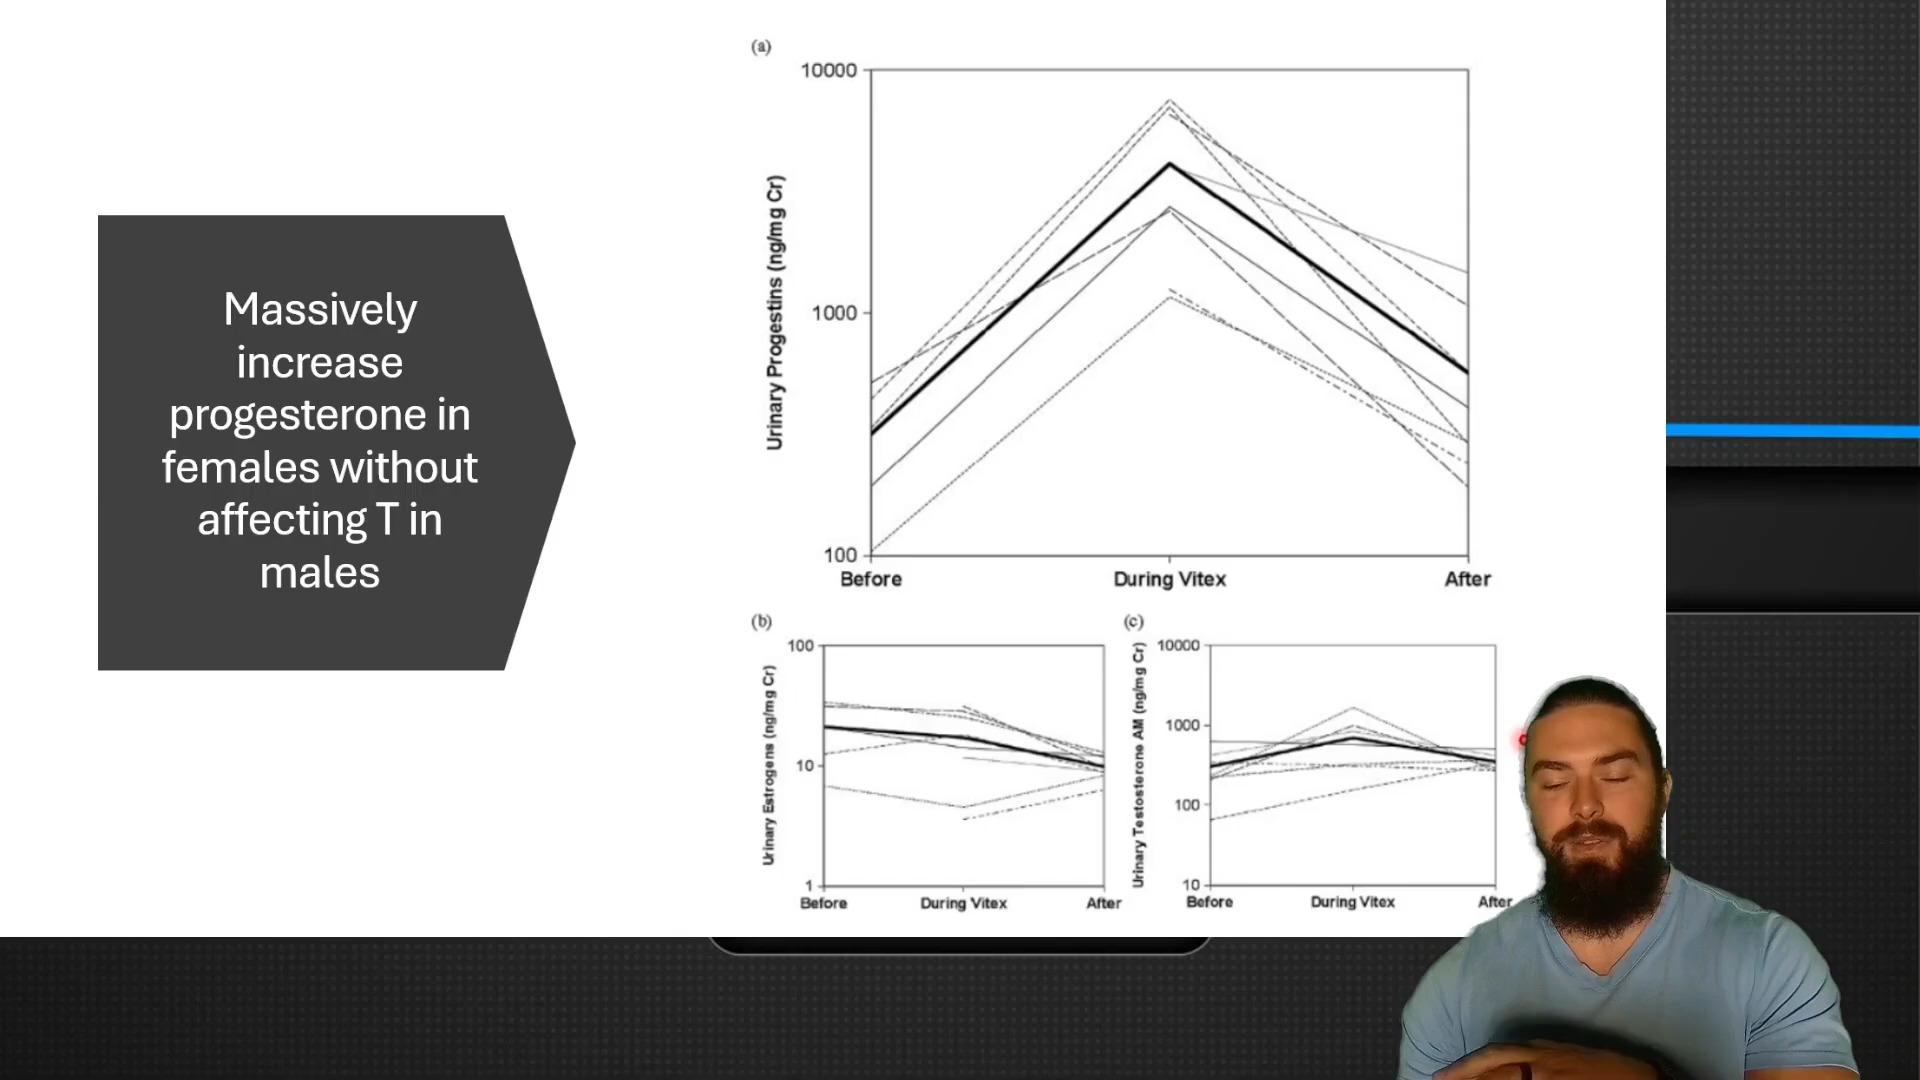 Massively
increase
progesterone in
females without
affecting T in
males
(a)
Urinary Progestins (ng/mg Cr)
10000
1000
100
Before During Vitex After
(b)
Urinary Estrogens (ng/mg Cr)
100
10
1
Before During Vitex After
(c)
Urinary Testosterone AM (ng/mg Cr)
10000
1000
100
10
Before During Vitex After